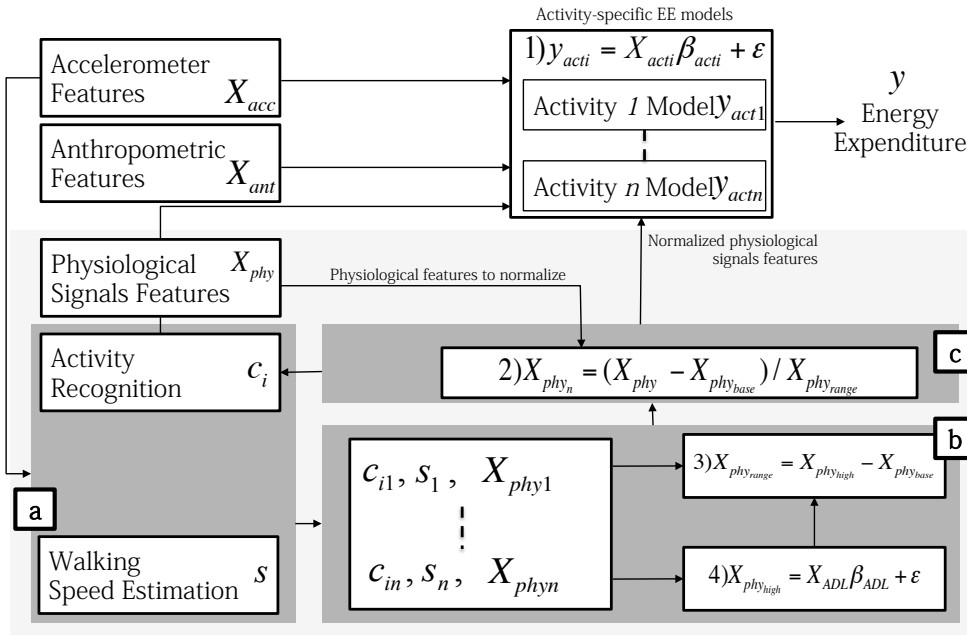 Activity-specific EE models
Accelerometer
Features X_acc
1)y_acti = X_acti β_acti + ε
Activity 1 Model y_act1
Activity n Model y_actn
y
Energy
Expenditure
Anthropometric
Features X_ant
Physiological X_phy
Signals Features
Physiological features to normalize
Normalized physiological
signals features
Activity
Recognition c_i
2)X_phy_n = (X_phy − X_phy_base) / X_phy_range
c
b
a
c_i1, s_1, X_phy1
c_in, s_n, X_phyn
3)X_phy_range = X_phy_high − X_phy_base
4)X_phy_high = X_ADL β_ADL + ε
Walking
Speed Estimation s